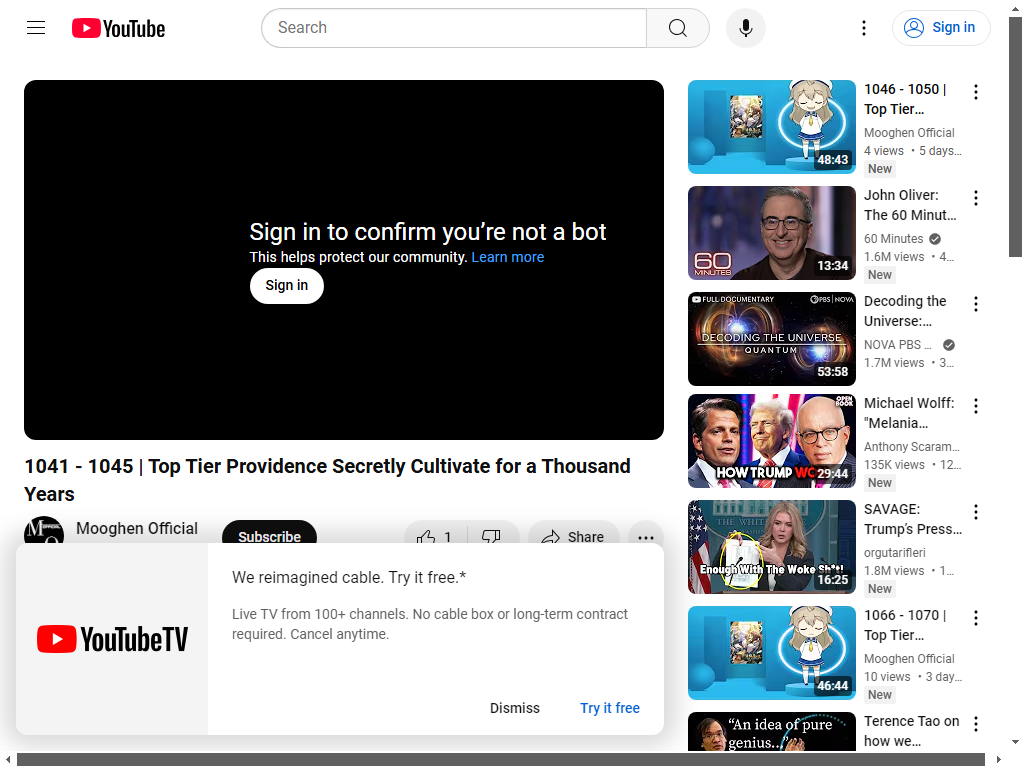 YouTube
Search
Sign in
Sign in to confirm you’re not a bot
This helps protect our community. Learn more
Sign in
1041 - 1045 | Top Tier Providence Secretly Cultivate for a Thousand
Years
Mooghen Official
Subscribe
1
Share
YouTubeTV
We reimagined cable. Try it free.*
Live TV from 100+ channels. No cable box or long-term contract
required. Cancel anytime.
Dismiss
Try it free
48:43
1046 - 1050 |
Top Tier…
Mooghen Official
4 views • 5 days…
New
60
MINUTES
13:34
John Oliver:
The 60 Minut…
60 Minutes
1.6M views • 4…
New
FULL DOCUMENTARY
PBS | NOVA
DECODING THE UNIVERSE
QUANTUM
53:58
Decoding the
Universe:…
NOVA PBS …
1.7M views • 3…
OPEN
BOOK
HOW TRUMP WO
29:44
Michael Wolff:
"Melania…
Anthony Scaram…
135K views • 12…
New
THE WHITE
Enough With The Woke Sh*t!
16:25
SAVAGE:
Trump’s Press…
orgutarifleri
1.8M views • 1…
New
46:44
1066 - 1070 |
Top Tier…
Mooghen Official
10 views • 3 day…
New
“An idea of pure
genius...”
Terence Tao on
how we…